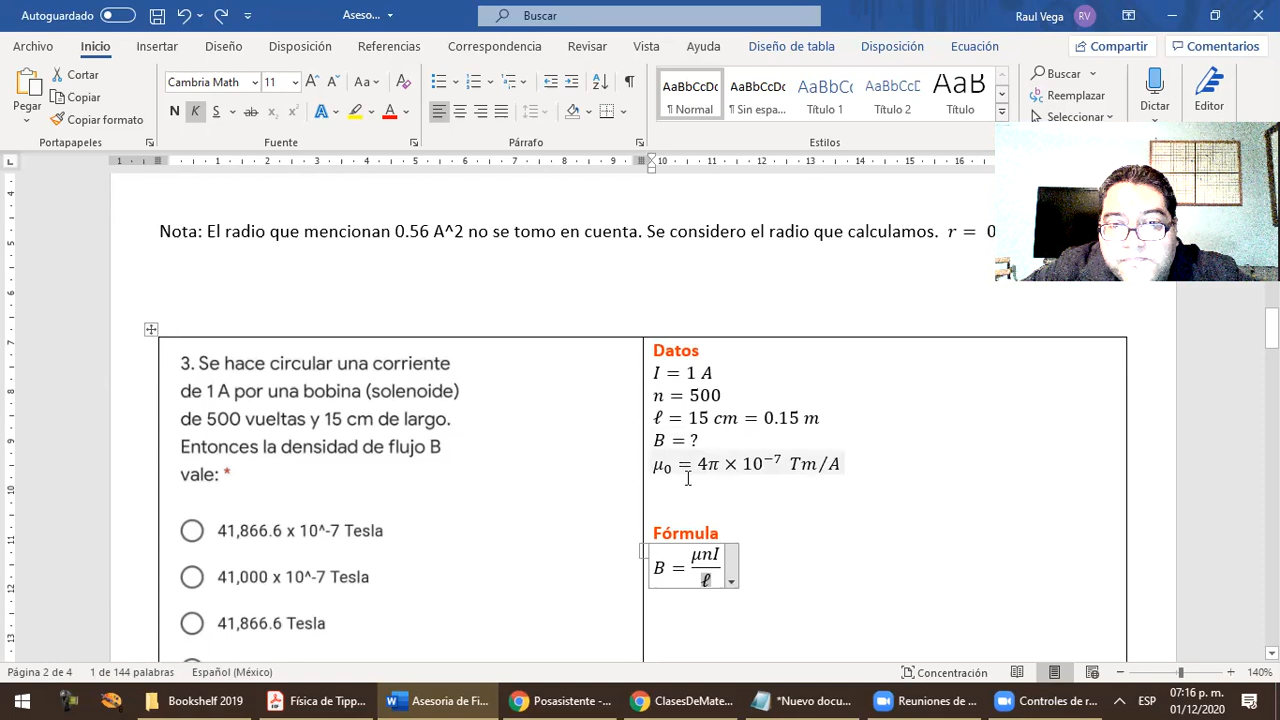 Autoguardado
Aseso...
Buscar
Raul Vega
RV
Archivo
Inicio
Insertar
Diseño
Disposición
Referencias
Correspondencia
Revisar
Vista
Ayuda
Diseño de tabla
Disposición
Ecuación
Compartir
Comentarios
Pegar
Cortar
Copiar
Copiar formato
Cambria Math
11
Portapapeles
Fuente
Párrafo
Estilos
AaBbCcDc
¶ Normal
AaBbCcDc
¶ Sin espa...
AaBbCc
Título 1
AaBbCcD
Título 2
AaB
Título
Buscar
Reemplazar
Seleccionar
Dictar
Editor
Nota: El radio que mencionan 0.56 A^2 no se tomo en cuenta. Se considero el radio que calculamos. r = 0
3. Se hace circular una corriente
de 1 A por una bobina (solenoide)
de 500 vueltas y 15 cm de largo.
Entonces la densidad de flujo B
vale: *
41,866.6 x 10^-7 Tesla
41,000 x 10^-7 Tesla
41,866.6 Tesla
Datos
I = 1 A
n = 500
ℓ = 15 cm = 0.15 m
B = ?
μ₀ = 4π × 10⁻⁷ Tm/A
Fórmula
B = μnI/ℓ
Página 2 de 4
1 de 144 palabras
Español (México)
Concentración
140%
Bookshelf 2019
Física de Tipp...
Asesoria de Fi...
Posasistente -...
ClasesDeMate...
*Nuevo docu...
Reuniones de ...
Controles de r...
ESP
07:16 p. m.
01/12/2020